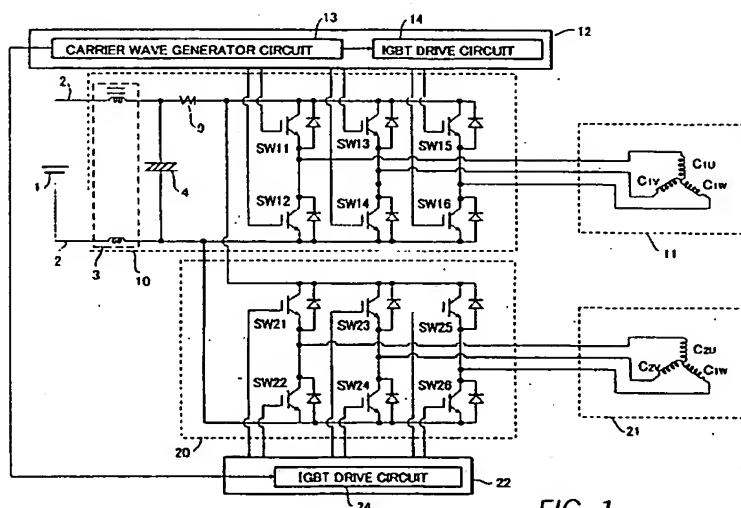 13
14
12
CARRIER WAVE GENERATOR CIRCUIT
IGBT DRIVE CIRCUIT
2
9
SW11
SW13
SW15
1
4
C1U
C1V
C1W
SW12
SW14
SW16
2
3
10
11
SW21
SW23
SW25
C2U
C2V
C1W
SW22
SW24
SW26
20
21
IGBT DRIVE CIRCUIT
22
24
FIG. 1